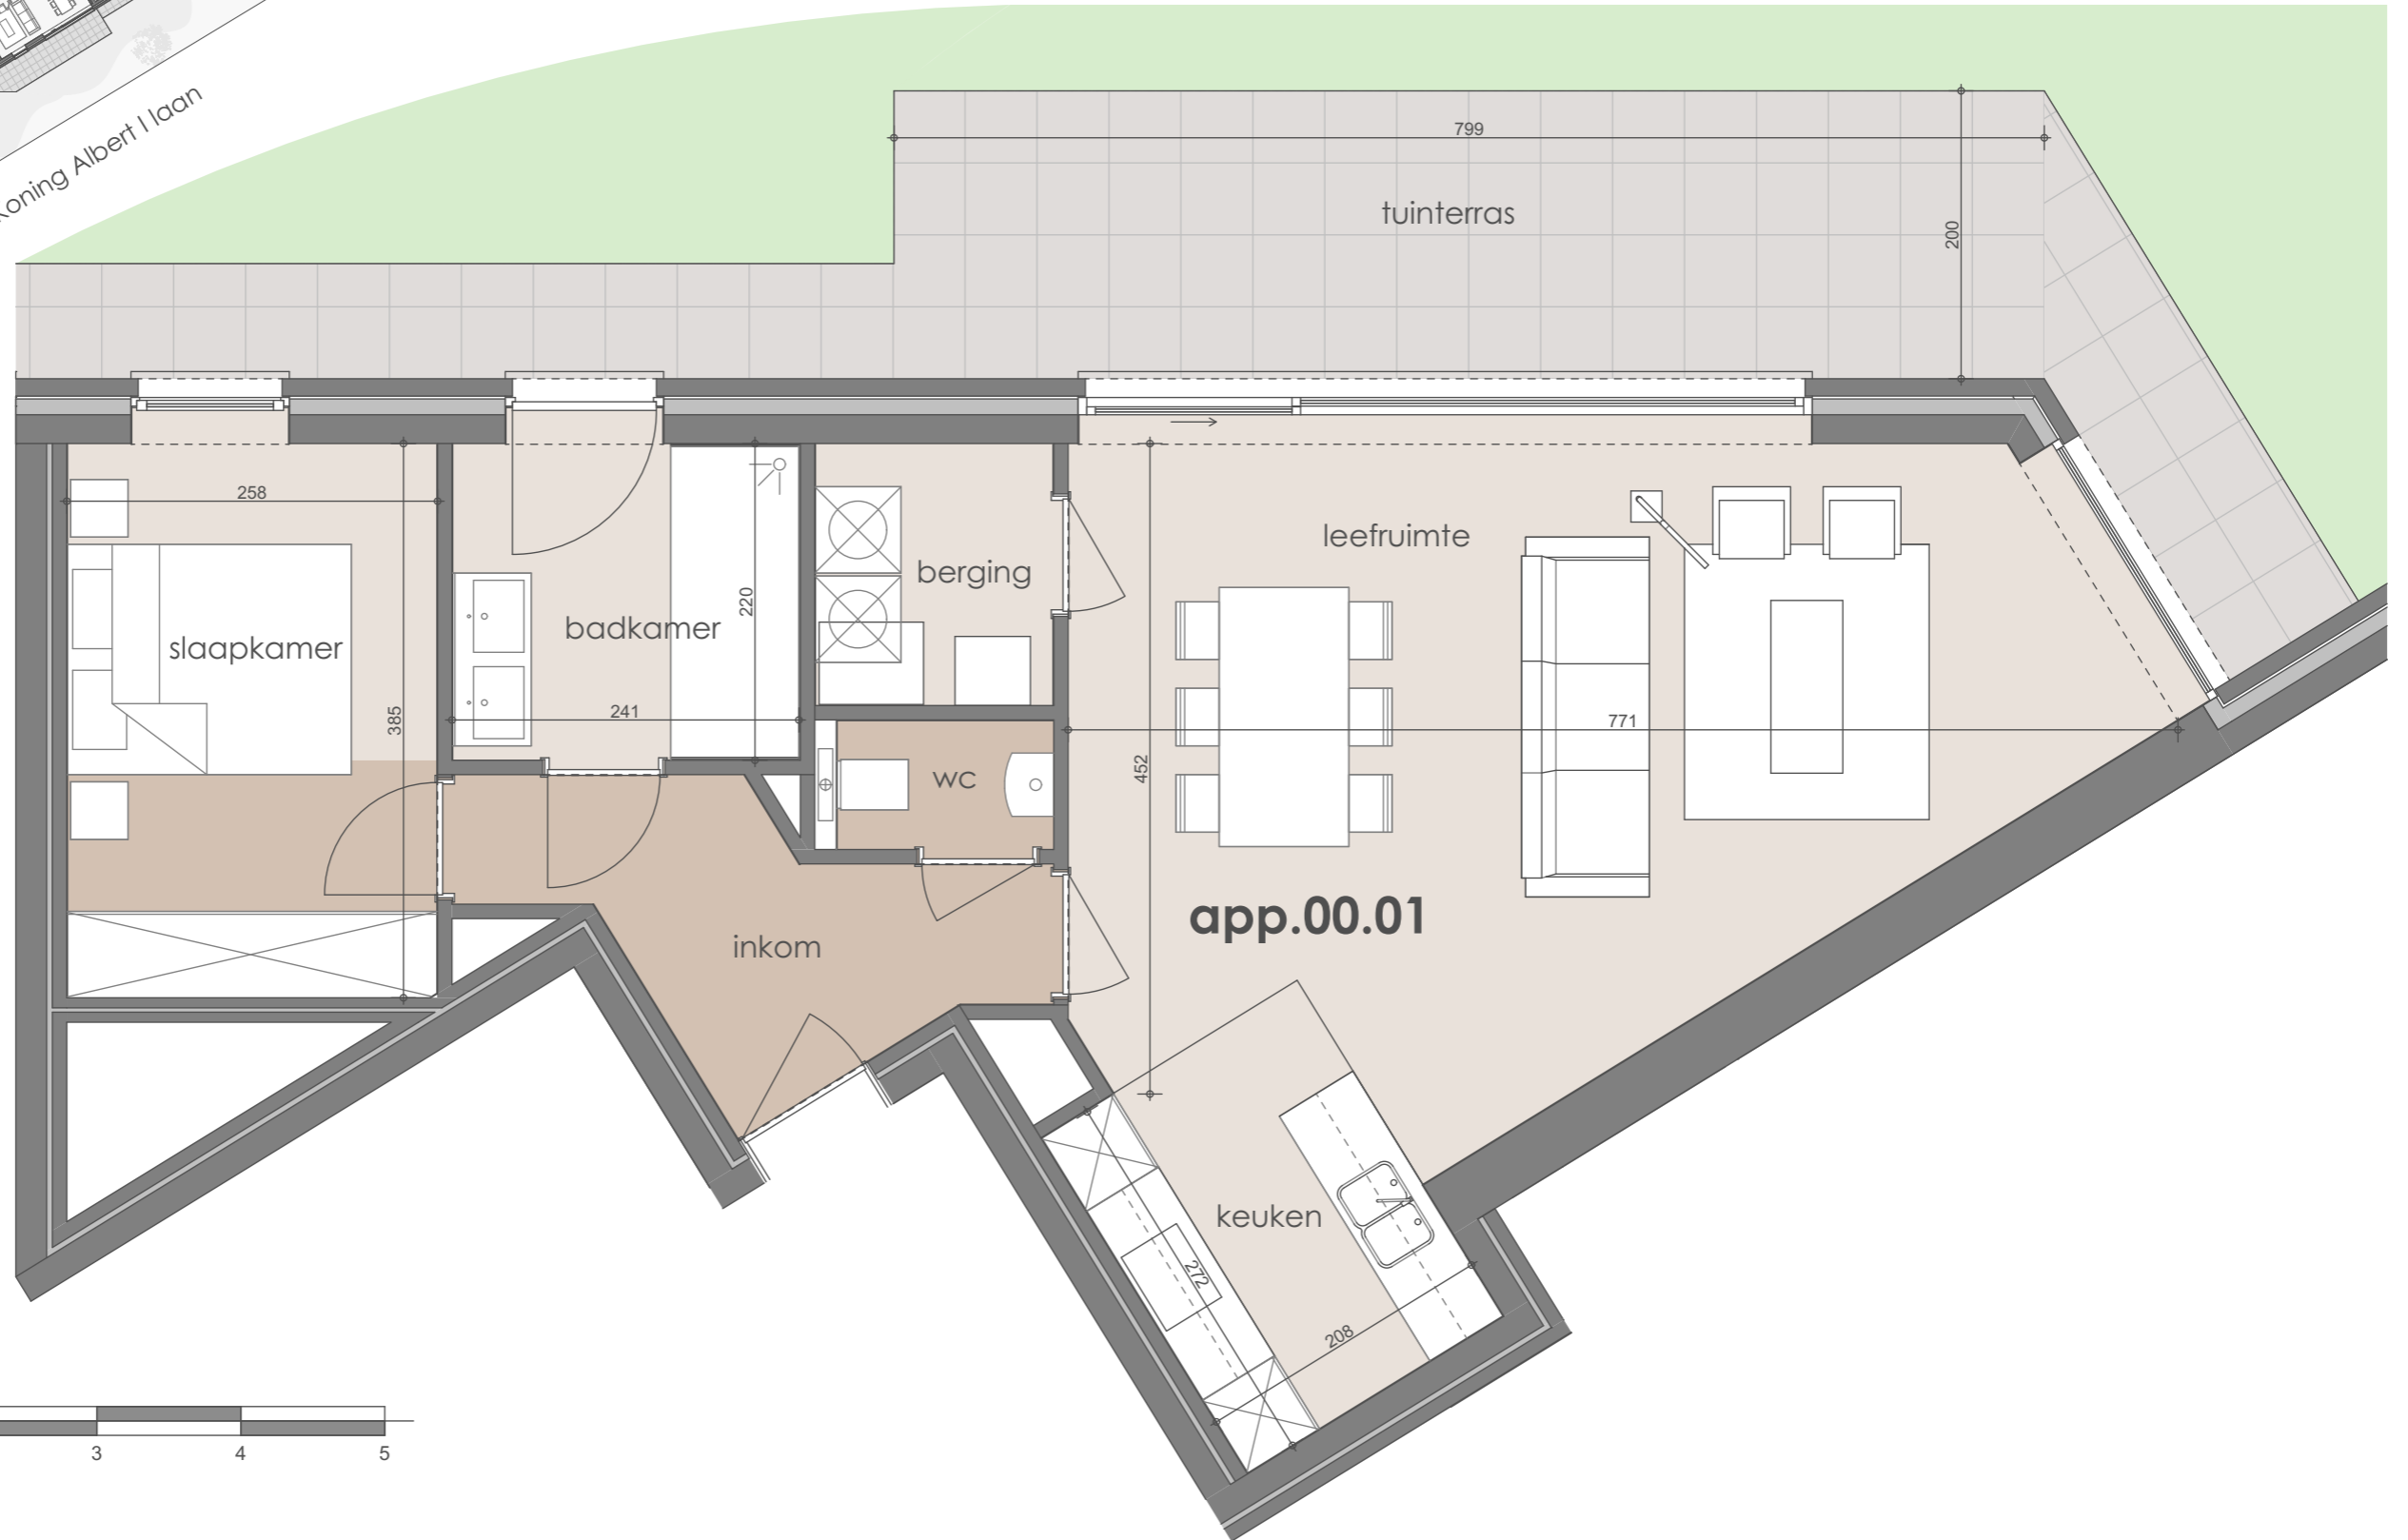 Koning Albert I laan
799
tuinterras
200
258
leefruimte
berging
220
badkamer
slaapkamer
385
241
771
452
wc
app.00.01
inkom
keuken
272
208
3
4
5